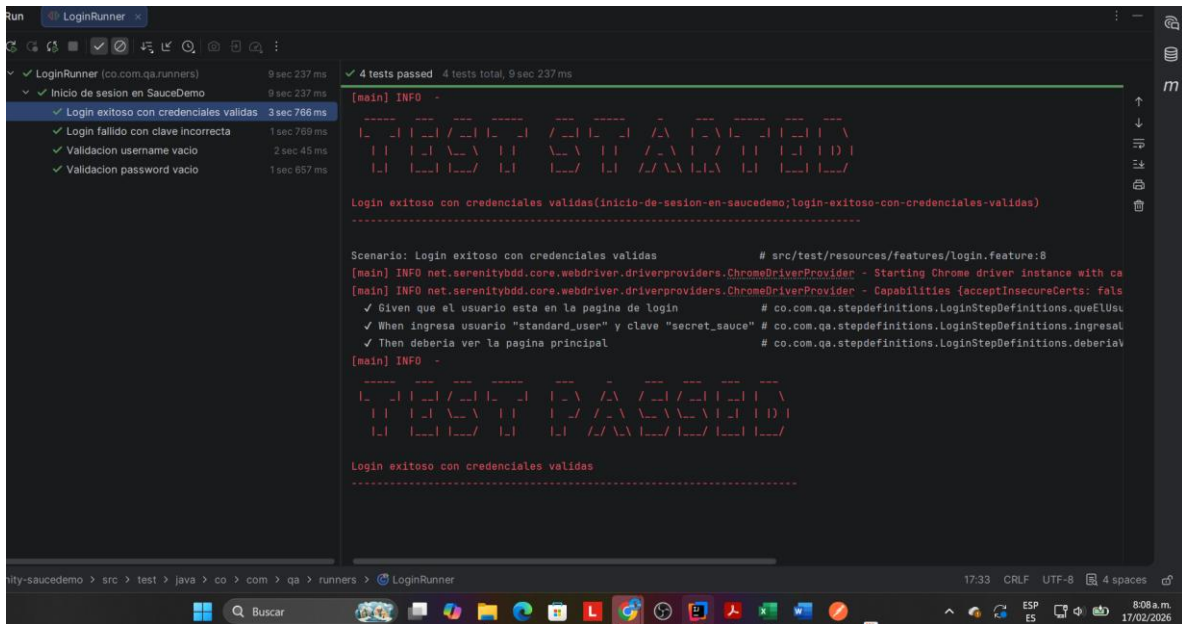 Run LoginRunner
LoginRunner (co.com.qa.runners) 9 sec 237 ms
Inicio de sesion en SauceDemo 9 sec 237 ms
Login exitoso con credenciales validas 3 sec 766 ms
Login fallido con clave incorrecta 1 sec 769 ms
Validacion username vacio 2 sec 45 ms
Validacion password vacio 1 sec 657 ms
4 tests passed 4 tests total, 9 sec 237 ms
[main] INFO -
TEST STARTED
Login exitoso con credenciales validas(inicio-de-sesion-en-saucedemo;login-exitoso-con-credenciales-validas)
Scenario: Login exitoso con credenciales validas # src/test/resources/features/login.feature:8
[main] INFO net.serenitybdd.core.webdriver.driverproviders.ChromeDriverProvider - Starting Chrome driver instance with ca
[main] INFO net.serenitybdd.core.webdriver.driverproviders.ChromeDriverProvider - Capabilities {acceptInsecureCerts: fals
✓ Given que el usuario esta en la pagina de login # co.com.qa.stepdefinitions.LoginStepDefinitions.queElUsu
✓ When ingresa usuario "standard_user" y clave "secret_sauce" # co.com.qa.stepdefinitions.LoginStepDefinitions.ingresaU
✓ Then deberia ver la pagina principal # co.com.qa.stepdefinitions.LoginStepDefinitions.deberiaV
[main] INFO -
TEST PASSED
Login exitoso con credenciales validas
nity-saucedemo > src > test > java > co > com > qa > runners > LoginRunner
17:33 CRLF UTF-8 4 spaces
Buscar
ESP
ES
8:08 a. m.
17/02/2026